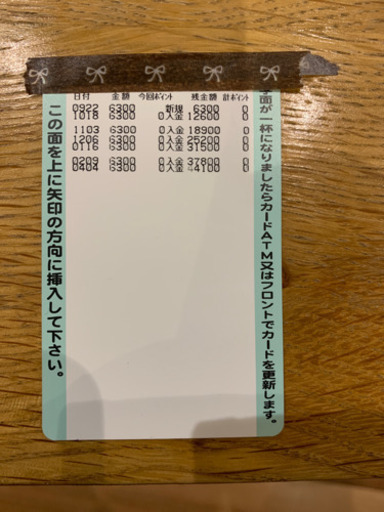 日付 金額 今回ポイント 残金額 計ポイント
0922 6300 新規 6300 0
1018 6300 0入金 12600 0
1103 6300 0入金 18900 0
1206 6300 0入金 25200 0
6300 0入金 31500 0
0209 6300 0入金 37800 0
0404 6300 0入金 44100 0
この面を上に矢印の方向に挿入して下さい。
面が一杯になりましたらカードATM又はフロントでカードを更新します。